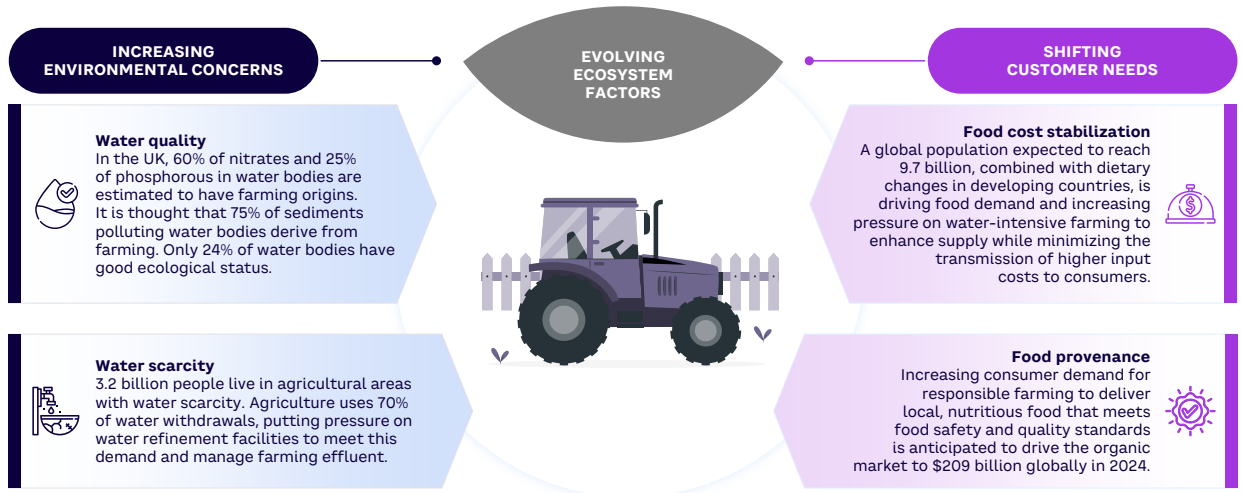 INCREASING
ENVIRONMENTAL CONCERNS
EVOLVING
ECOSYSTEM
FACTORS
SHIFTING
CUSTOMER NEEDS
Water quality
In the UK, 60% of nitrates and 25%
of phosphorous in water bodies are
estimated to have farming origins.
It is thought that 75% of sediments
polluting water bodies derive from
farming. Only 24% of water bodies have
good ecological status.
Food cost stabilization
A global population expected to reach
9.7 billion, combined with dietary
changes in developing countries, is
driving food demand and increasing
pressure on water-intensive farming to
enhance supply while minimizing the
transmission of higher input
costs to consumers.
Water scarcity
3.2 billion people live in agricultural areas
with water scarcity. Agriculture uses 70%
of water withdrawals, putting pressure on
water refinement facilities to meet this
demand and manage farming effluent.
Food provenance
Increasing consumer demand for
responsible farming to deliver
local, nutritious food that meets
food safety and quality standards
is anticipated to drive the organic
market to $209 billion globally in 2024.